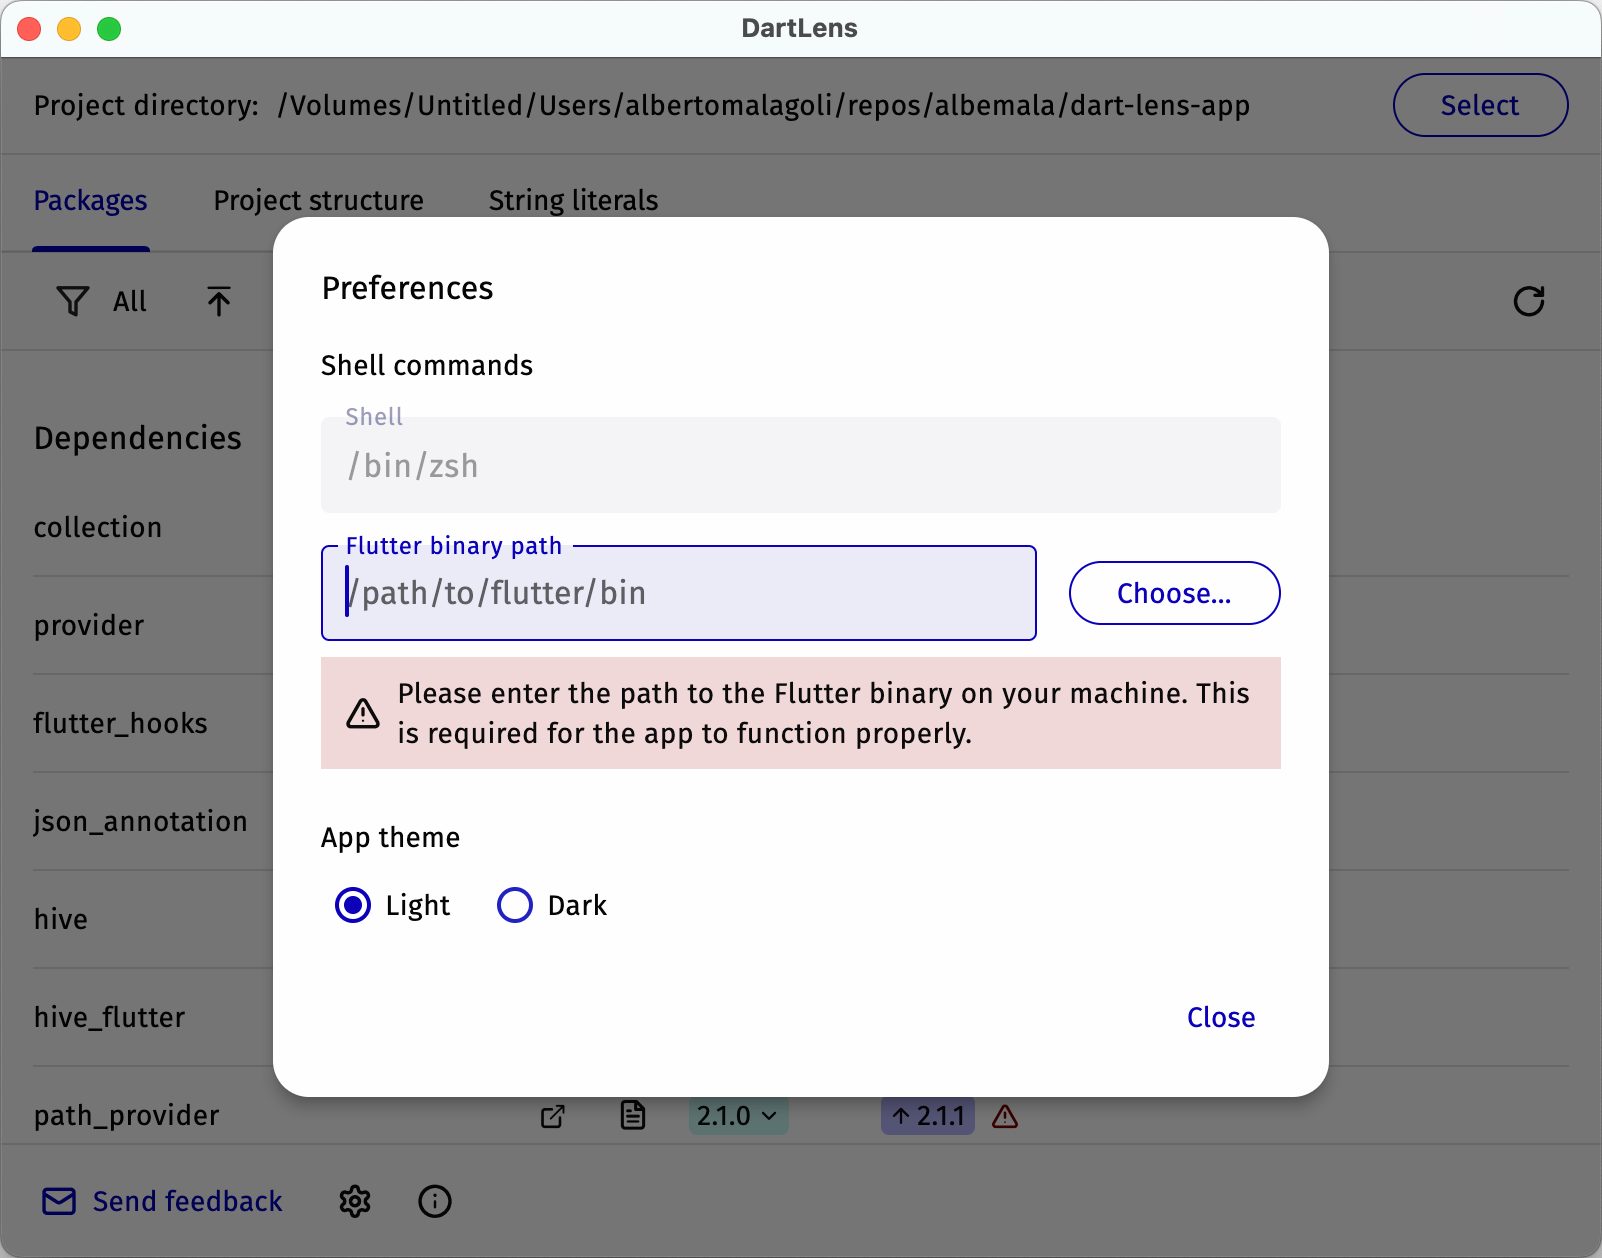 DartLens
Project directory: /Volumes/Untitled/Users/albertomalagoli/repos/albemala/dart-lens-app
Select
Packages
Project structure
String literals
All
Preferences
Shell commands
Shell
/bin/zsh
Flutter binary path
/path/to/flutter/bin
Choose...
Please enter the path to the Flutter binary on your machine. This
is required for the app to function properly.
App theme
Light
Dark
Close
Dependencies
collection
provider
flutter_hooks
json_annotation
hive
hive_flutter
path_provider
2.1.0
2.1.1
Send feedback